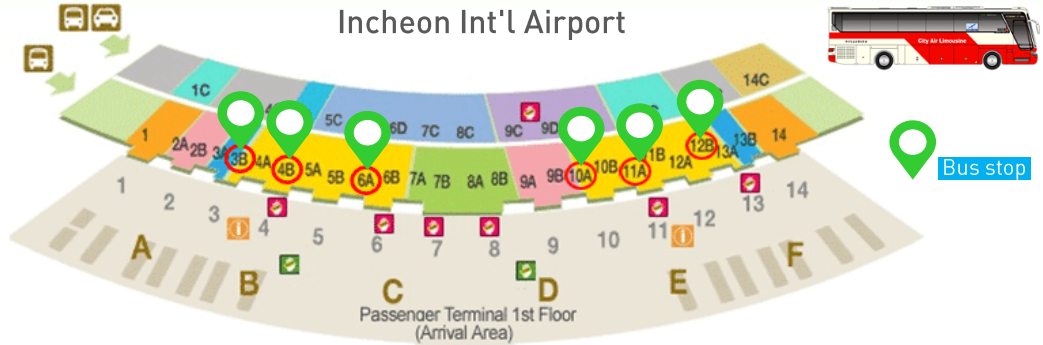 Incheon Int'l Airport
City Air Limousine
Bus stop
1C
14C
5C
6D
7C
8C
9C
9D
1
2A
2B
3B
4A
4B
5A
5B
6A
6B
7A
7B
8A
8B
9A
9B
10A
10B
11A
12A
12B
13A
13B
14
1
2
3
4
5
6
7
8
9
10
11
12
13
14
A
B
C
D
E
F
Passenger Terminal 1st Floor
(Arrival Area)